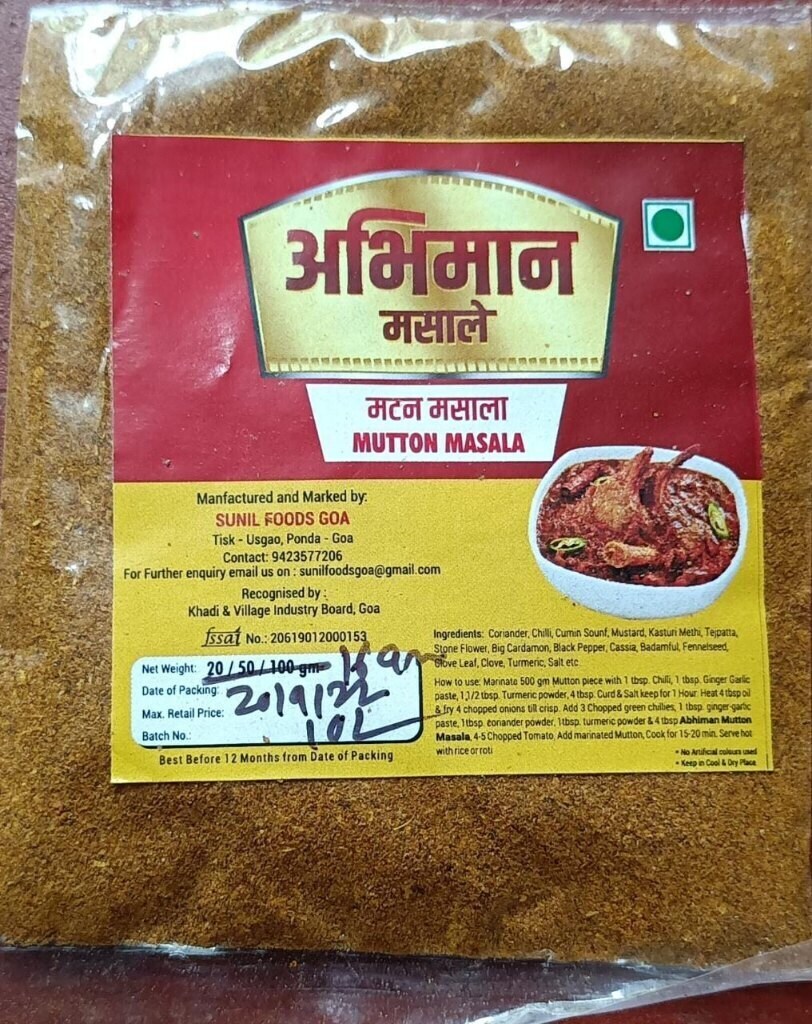 अभिमान
मसाले
मटन मसाला
MUTTON MASALA
Manfactured and Marked by:
SUNIL FOODS GOA
Tisk - Usgao, Ponda - Goa
Contact: 9423577206
For Further enquiry email us on : sunilfoodsgoa@gmail.com
Recognised by :
Khadi & Village Industry Board, Goa
fssai No.: 20619012000153
Net Weight: 20 / 50 / 100 gm
Date of Packing: 20/9/22
Max. Retail Price:
Batch No.:
Best Before 12 Months from Date of Packing
Ingredients: Coriander, Chilli, Cumin Sounf, Mustard, Kasturi Methi, Tejpatta,
Stone Flower, Big Cardamon, Black Pepper, Cassia, Badamful, Fennelseed,
Glove Leaf, Clove, Turmeric, Salt etc
How to use: Marinate 500 gm Mutton piece with 1 tbsp. Chilli, 1 tbsp. Ginger Garlic
paste, 1,1/2 tbsp. Turmeric powder, 4 tbsp. Curd & Salt keep for 1 Hour. Heat 4 tbsp oil
& fry 4 chopped onions till crisp. Add 3 Chopped green chillies, 1 tbsp. ginger-garlic
paste, 1tbsp. coriander powder, 1tbsp. turmeric powder & 4 tbsp Abhiman Mutton
Masala, 4-5 Chopped Tomato, Add marinated Mutton, Cook for 15-20 min. Serve hot
with rice or roti
• No Artificial colours used
• Keep in Cool & Dry Place